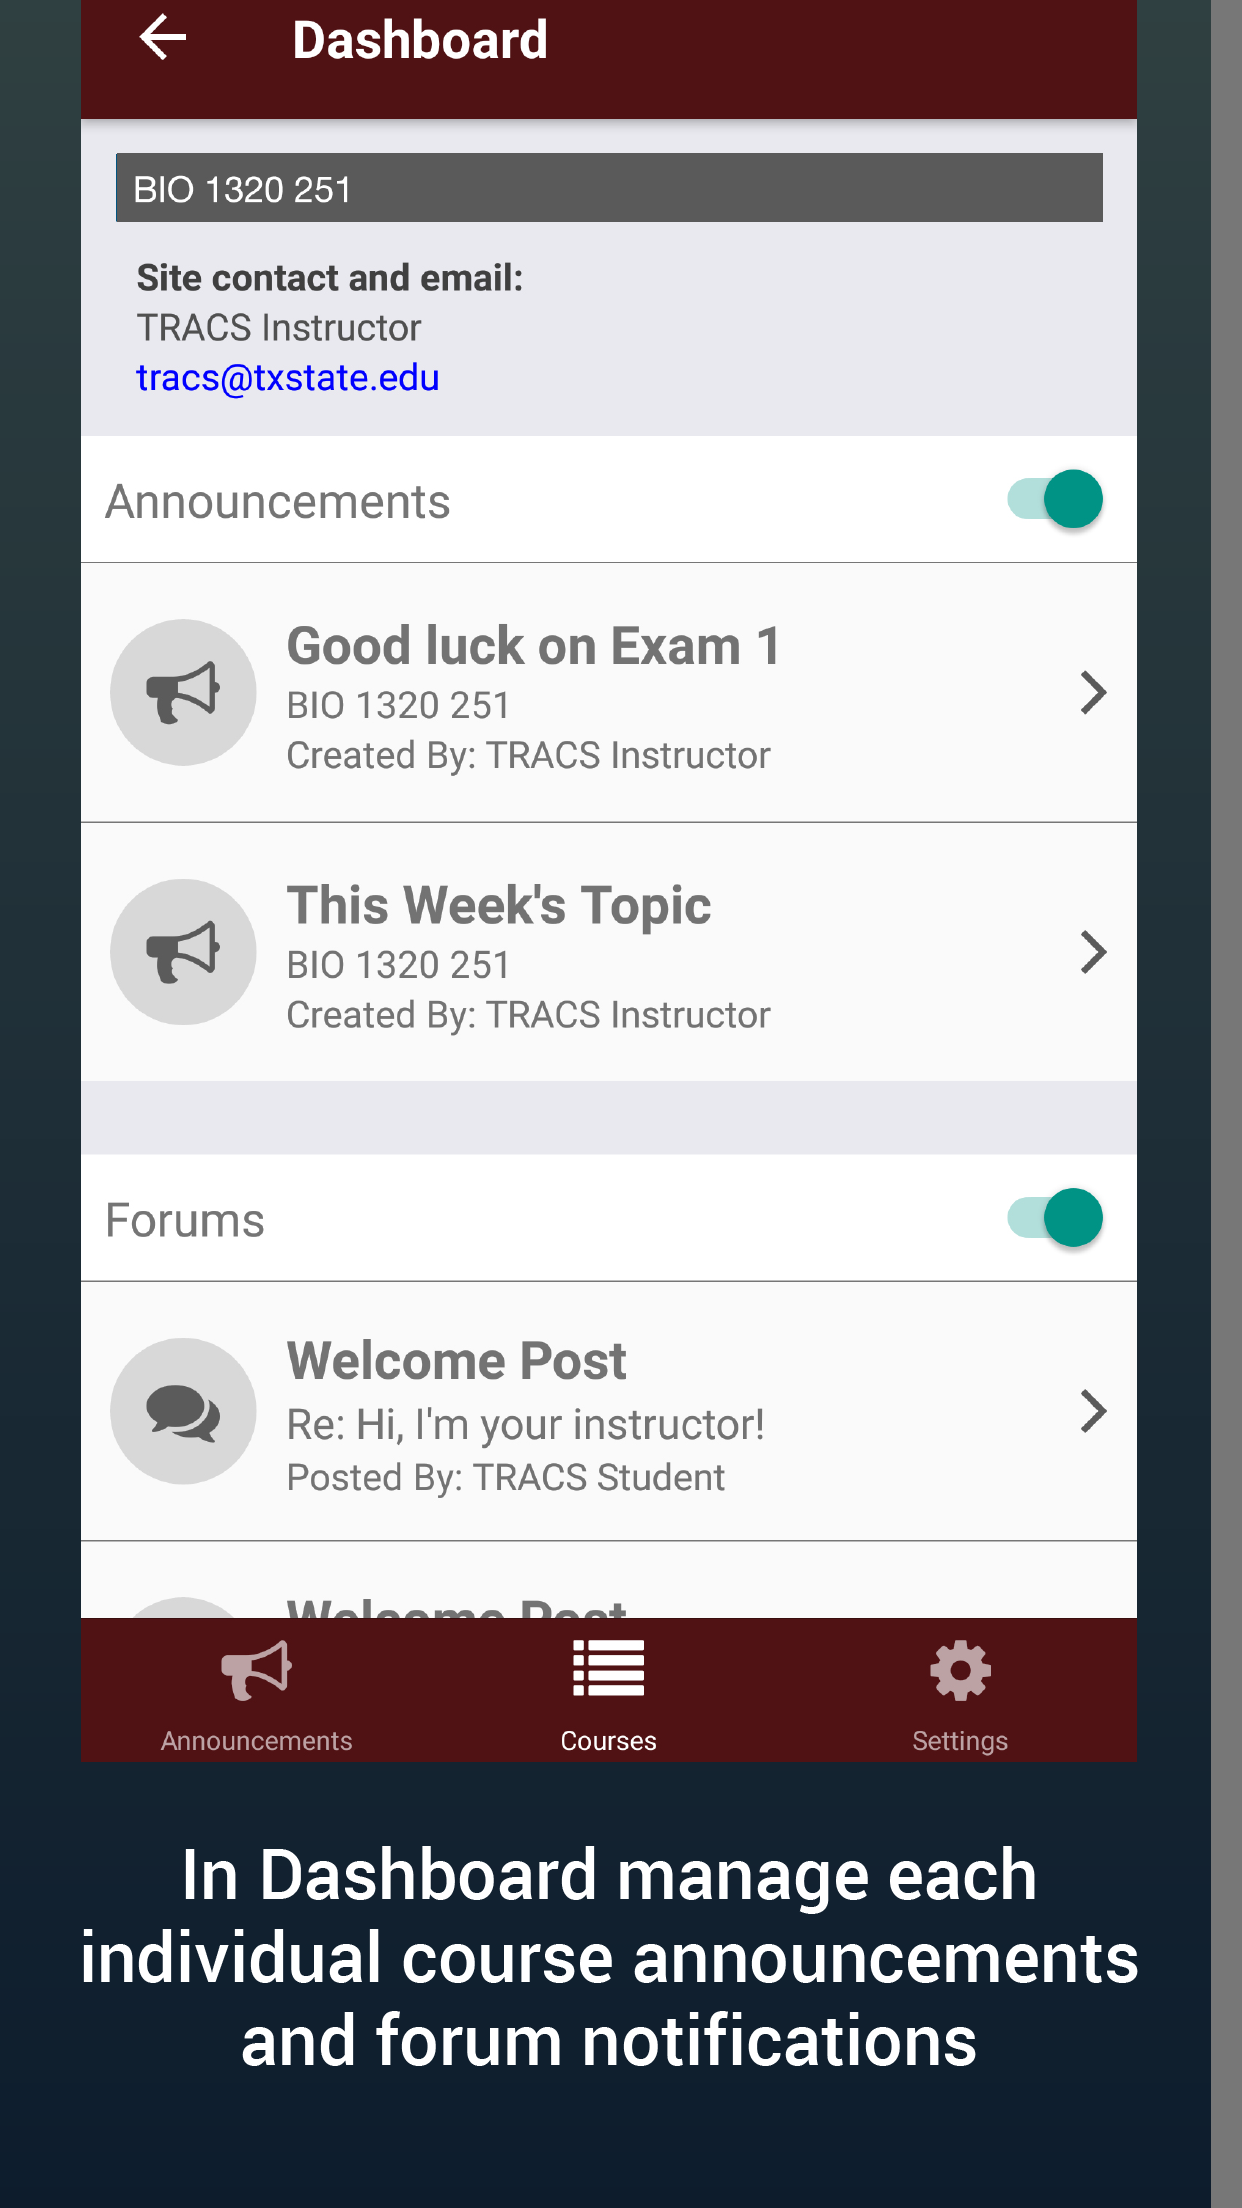 Dashboard
BIO 1320 251
Site contact and email:
TRACS Instructor
tracs@txstate.edu
Announcements
Good luck on Exam 1
BIO 1320 251
Created By: TRACS Instructor
This Week's Topic
BIO 1320 251
Created By: TRACS Instructor
Forums
Welcome Post
Re: Hi, I'm your instructor!
Posted By: TRACS Student
Welcome Post
Announcements
Courses
Settings
In Dashboard manage each
individual course announcements
and forum notifications